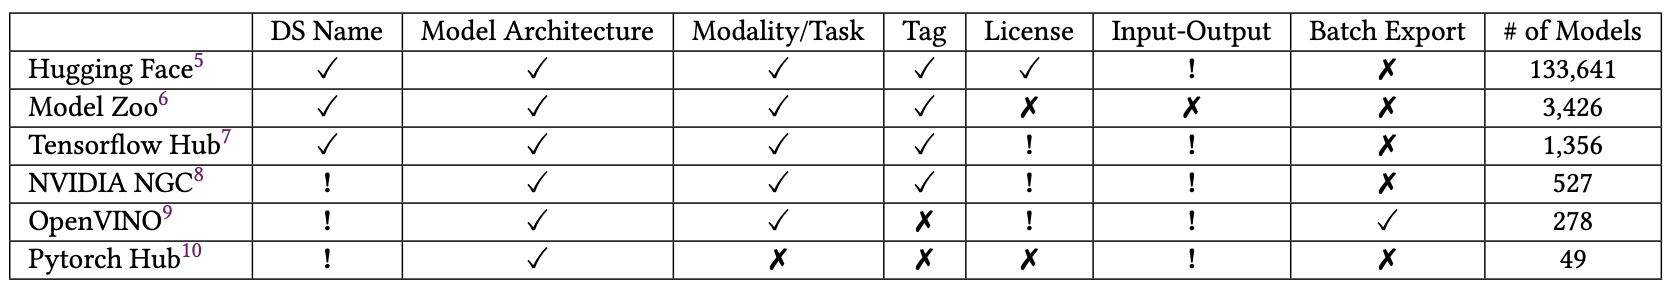 DS Name Model Architecture Modality/Task Tag License Input-Output Batch Export # of Models
Hugging Face5 ✓ ✓ ✓ ✓ ✓ ! ✗ 133,641
Model Zoo6 ✓ ✓ ✓ ✓ ✗ ✗ ✗ 3,426
Tensorflow Hub7 ✓ ✓ ✓ ✓ ! ! ✗ 1,356
NVIDIA NGC8 ! ✓ ✓ ✓ ! ! ✗ 527
OpenVINO9 ! ✓ ✓ ✗ ! ! ✓ 278
Pytorch Hub10 ! ✓ ✗ ✗ ✗ ! ✗ 49